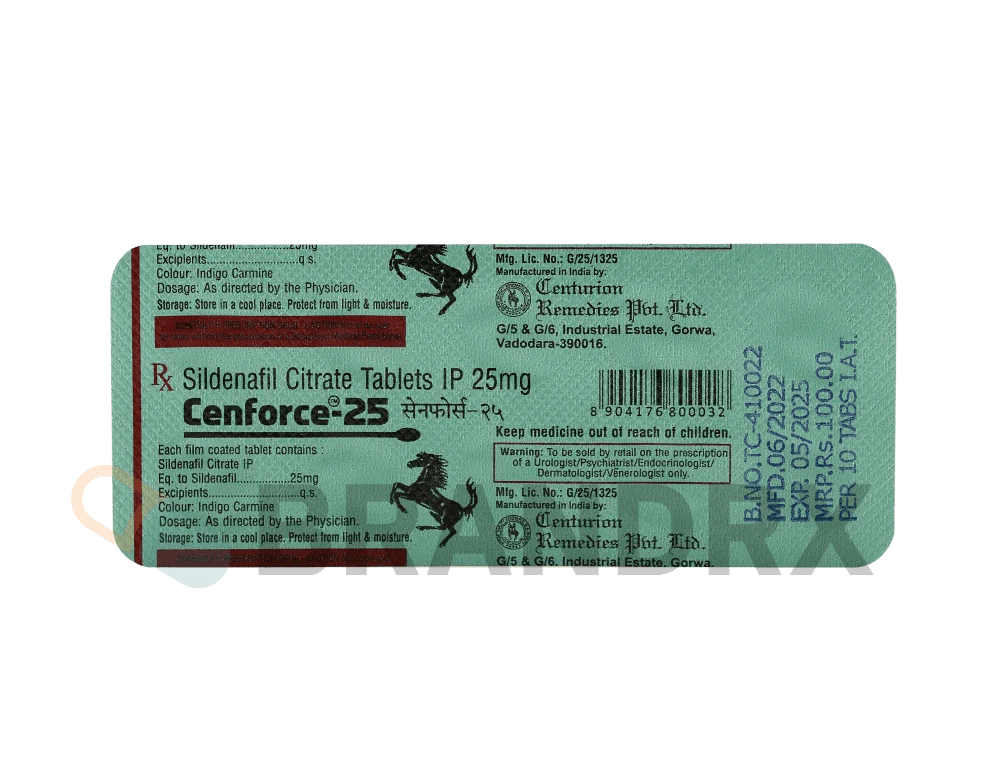 Eq. to Sildenafil..............25mg
Excipients...........................q.s.
Colour: Indigo Carmine
Dosage: As directed by the Physician.
Storage: Store in a cool place. Protect from light & moisture.
Mfg. Lic. No.: G/25/1325
Manufactured in India by:
Centurion
Remedies Pvt. Ltd.
G/5 & G/6, Industrial Estate, Gorwa,
Vadodara-390016.
Rx Sildenafil Citrate Tablets IP 25mg
Cenforce™-25 सेनफोर्स-२५
8 904176 800032
Keep medicine out of reach of children.
Each film coated tablet contains :
Sildenafil Citrate IP
Eq. to Sildenafil..............25mg
Excipients...........................q.s.
Colour: Indigo Carmine
Dosage: As directed by the Physician.
Storage: Store in a cool place. Protect from light & moisture.
Warning: To be sold by retail on the prescription
of a Urologist/Psychiatrist/Endocrinologist/
Dermatologist/Venerologist only.
Mfg. Lic. No.: G/25/1325
Manufactured in India by:
Centurion
Remedies Pvt. Ltd.
G/5 & G/6, Industrial Estate, Gorwa,
B.NO.TC-410022
MFD.06/2022
EXP. 05/2025
MRP.Rs.100.00
PER 10 TABS I.A.T.
BRANDRX